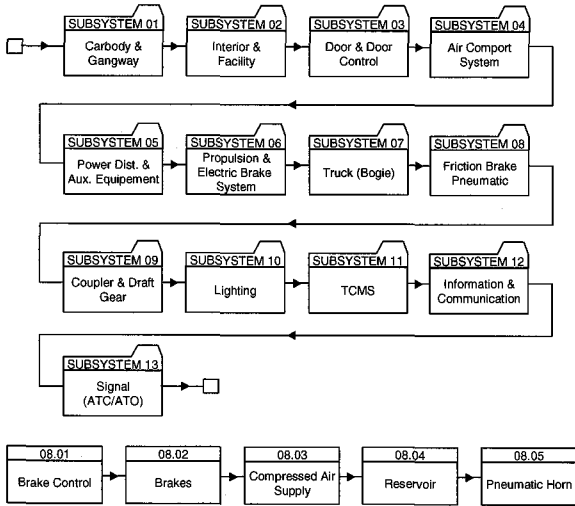 SUBSYSTEM 01
Carbody &
Gangway
SUBSYSTEM 02
Interior &
Facility
SUBSYSTEM 03
Door & Door
Control
SUBSYSTEM 04
Air Comport
System
SUBSYSTEM 05
Power Dist. &
Aux. Equipement
SUBSYSTEM 06
Propulsion &
Electric Brake
System
SUBSYSTEM 07
Truck (Bogie)
SUBSYSTEM 08
Friction Brake
Pneumatic
SUBSYSTEM 09
Coupler & Draft
Gear
SUBSYSTEM 10
Lighting
SUBSYSTEM 11
TCMS
SUBSYSTEM 12
Information &
Communication
SUBSYSTEM 13
Signal
(ATC/ATO)
08.01
Brake Control
08.02
Brakes
08.03
Compressed Air
Supply
08.04
Reservoir
08.05
Pneumatic Horn